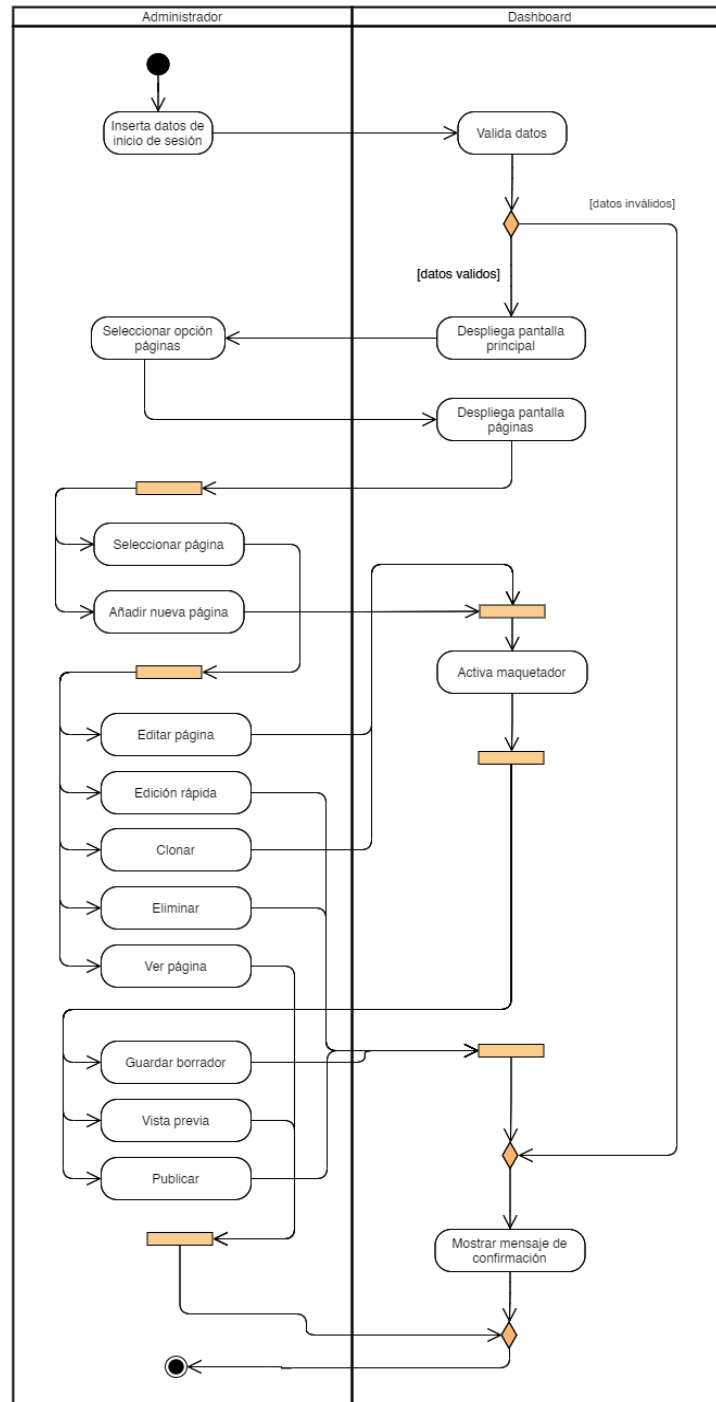 Administrador
Dashboard
Inserta datos de
inicio de sesión
Valida datos
[datos inválidos]
[datos validos]
Seleccionar opción
páginas
Despliega pantalla
principal
Despliega pantalla
páginas
Seleccionar página
Añadir nueva página
Activa maquetador
Editar página
Edición rápida
Clonar
Eliminar
Ver página
Guardar borrador
Vista previa
Publicar
Mostrar mensaje de
confirmación